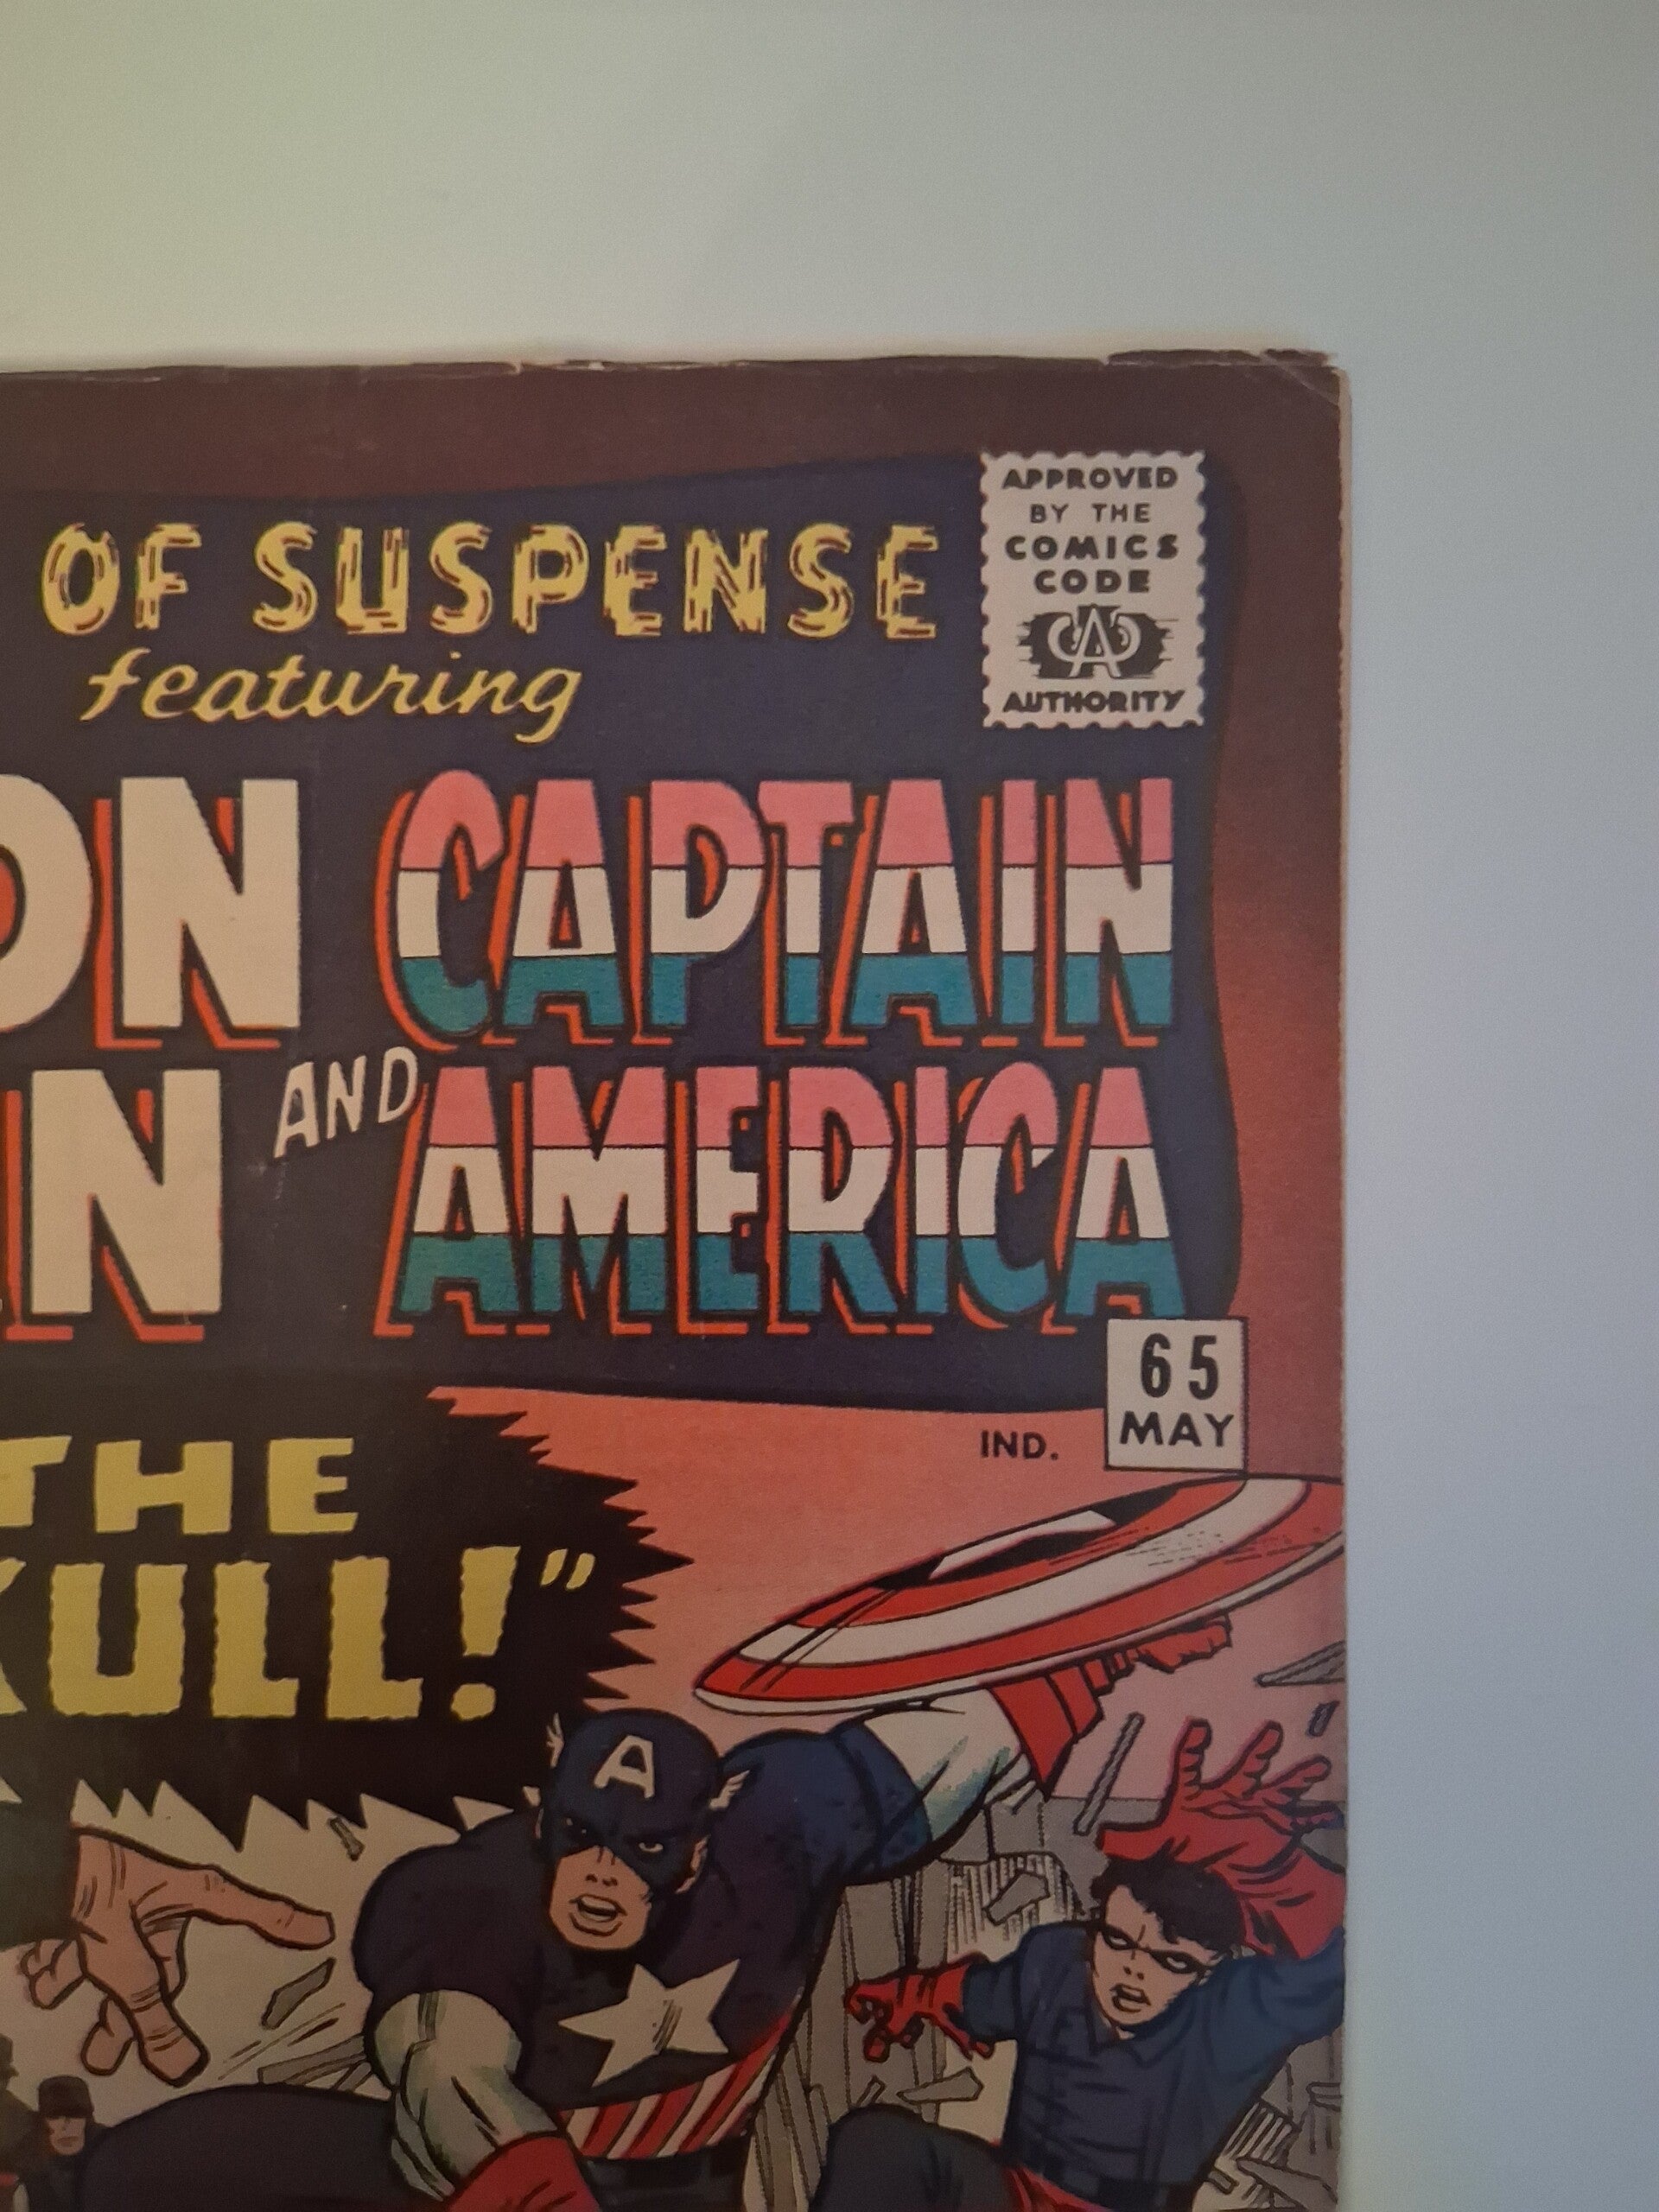 OF SUSPENSE
featuring
APPROVED
BY THE
COMICS
CODE
CA
AUTHORITY
ON
CAPTAIN
N
AND
AMERICA
65
MAY
IND.
THE
KULL!”
A